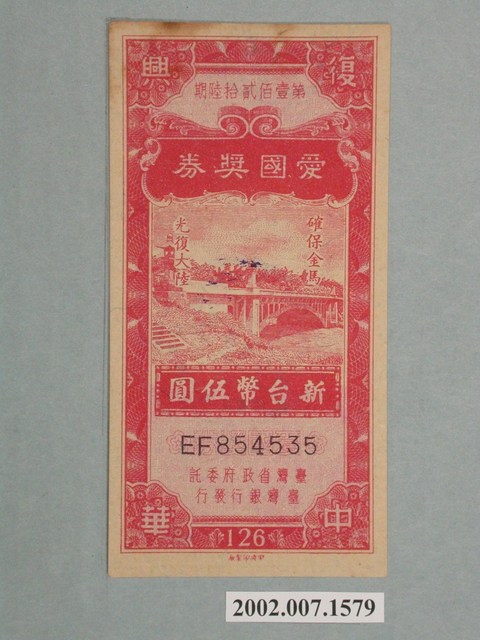 復興
第壹佰貳拾陸期
愛國獎券
確保金馬
光復大陸
新台幣伍圓
EF854535
臺灣省政府委託
臺灣銀行發行
中華
126
2002.007.1579